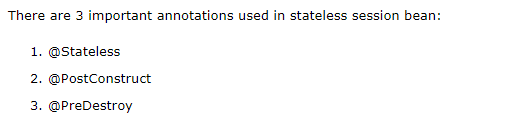 There are 3 important annotations used in stateless session bean:
1. @Stateless
2. @PostConstruct
3. @PreDestroy